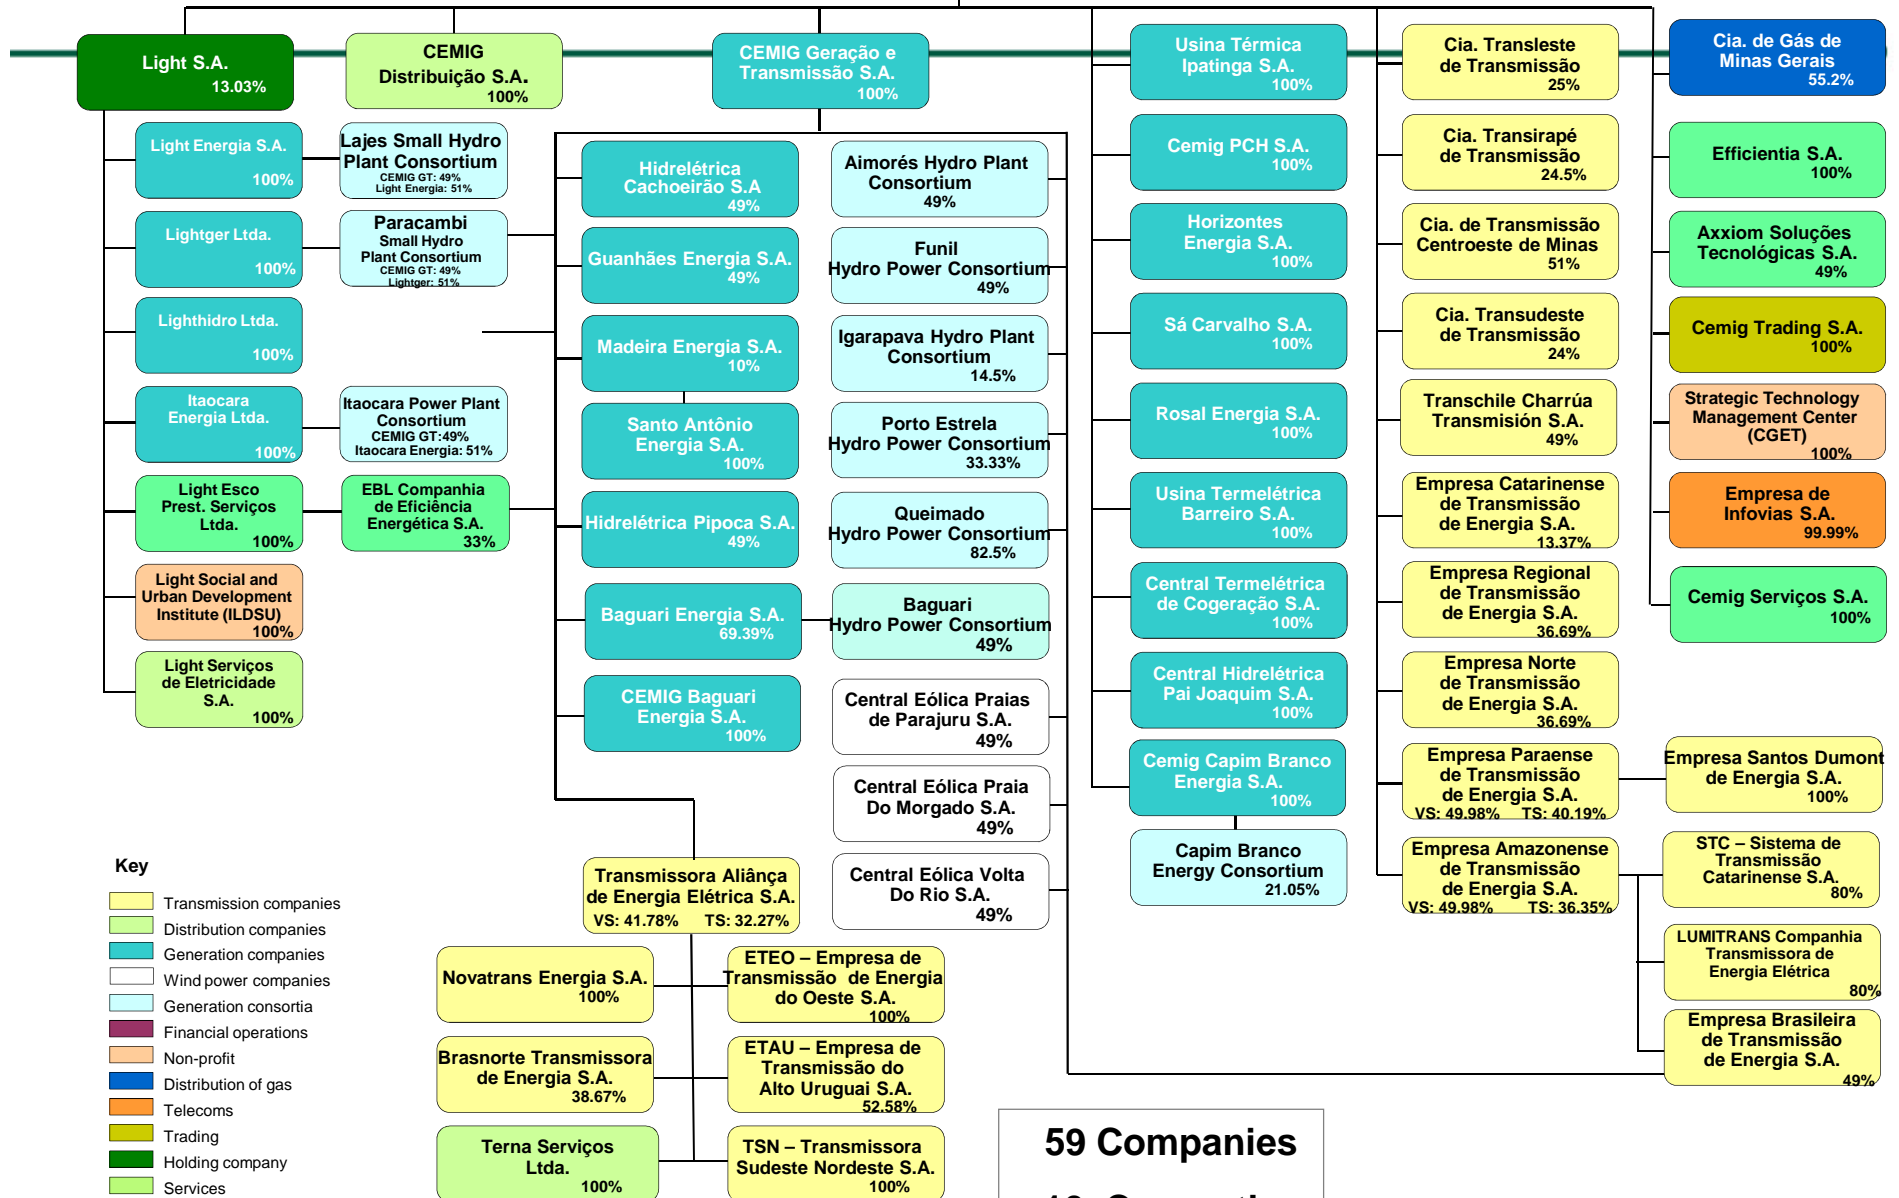 Light S.A.
13.03%
CEMIG
Distribuição S.A.
100%
CEMIG Geração e
Transmissão S.A.
100%
Usina Térmica
Ipatinga S.A.
100%
Cia. Transleste
de Transmissão
25%
Cia. de Gás de
Minas Gerais
55.2%
Light Energia S.A.
100%
Lajes Small Hydro
Plant Consortium
CEMIG GT: 49%
Light Energia: 51%
Lightger Ltda.
100%
Paracambi
Small Hydro
Plant Consortium
CEMIG GT: 49%
Lightger: 51%
Lighthidro Ltda.
100%
Itaocara
Energia Ltda.
100%
Itaocara Power Plant
Consortium
CEMIG GT:49%
Itaocara Energia: 51%
Light Esco
Prest. Serviços
Ltda.
100%
EBL Companhia
de Eficiência
Energética S.A.
33%
Light Social and
Urban Development
Institute (ILDSU)
100%
Light Serviços
de Eletricidade
S.A.
100%
Hidrelétrica
Cachoeirão S.A
49%
Guanhães Energia S.A.
49%
Madeira Energia S.A.
10%
Santo Antônio
Energia S.A.
100%
Hidrelétrica Pipoca S.A.
49%
Baguari Energia S.A.
69.39%
CEMIG Baguari
Energia S.A.
100%
Aimorés Hydro Plant
Consortium
49%
Funil
Hydro Power Consortium
49%
Igarapava Hydro Plant
Consortium
14.5%
Porto Estrela
Hydro Power Consortium
33.33%
Queimado
Hydro Power Consortium
82.5%
Baguari
Hydro Power Consortium
49%
Central Eólica Praias
de Parajuru S.A.
49%
Central Eólica Praia
Do Morgado S.A.
49%
Central Eólica Volta
Do Rio S.A.
49%
Cemig PCH S.A.
100%
Horizontes
Energia S.A.
100%
Sá Carvalho S.A.
100%
Rosal Energia S.A.
100%
Usina Termelétrica
Barreiro S.A.
100%
Central Termelétrica
de Cogeração S.A.
100%
Central Hidrelétrica
Pai Joaquim S.A.
100%
Cemig Capim Branco
Energia S.A.
100%
Capim Branco
Energy Consortium
21.05%
Cia. Transirapé
de Transmissão
24.5%
Cia. de Transmissão
Centroeste de Minas
51%
Cia. Transudeste
de Transmissão
24%
Transchile Charrúa
Transmisión S.A.
49%
Empresa Catarinense
de Transmissão
de Energia S.A.
13.37%
Empresa Regional
de Transmissão
de Energia S.A.
36.69%
Empresa Norte
de Transmissão
de Energia S.A.
36.69%
Empresa Paraense
de Transmissão
de Energia S.A.
VS: 49.98% TS: 40.19%
Empresa Amazonense
de Transmissão
de Energia S.A.
VS: 49.98% TS: 36.35%
Efficientia S.A.
100%
Axxiom Soluções
Tecnológicas S.A.
49%
Cemig Trading S.A.
100%
Strategic Technology
Management Center
(CGET)
100%
Empresa de
Infovias S.A.
99.99%
Cemig Serviços S.A.
100%
Empresa Santos Dumont
de Energia S.A.
100%
STC – Sistema de
Transmissão
Catarinense S.A.
80%
LUMITRANS Companhia
Transmissora de
Energia Elétrica
80%
Empresa Brasileira
de Transmissão
de Energia S.A.
49%
Transmissora Aliânça
de Energia Elétrica S.A.
VS: 41.78% TS: 32.27%
Novatrans Energia S.A.
100%
ETEO – Empresa de
Transmissão de Energia
do Oeste S.A.
100%
Brasnorte Transmissora
de Energia S.A.
38.67%
ETAU – Empresa de
Transmissão do
Alto Uruguai S.A.
52.58%
Terna Serviços
Ltda.
100%
TSN – Transmissora
Sudeste Nordeste S.A.
100%
Key
Transmission companies
Distribution companies
Generation companies
Wind power companies
Generation consortia
Financial operations
Non-profit
Distribution of gas
Telecoms
Trading
Holding company
Services
59 Companies